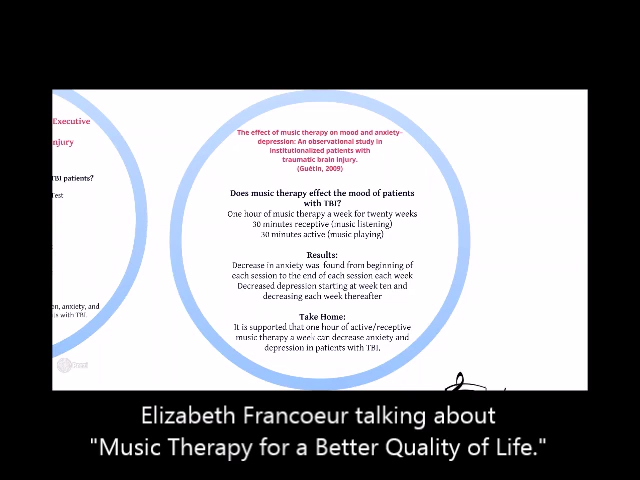 Executive
njury
TBI patients?
Test
en, anxiety, and
ts with TBI.
The effect of music therapy on mood and anxiety-
depression: An observational study in
institutionalized patients with
traumatic brain injury.
(Guétin, 2009)
Does music therapy effect the mood of patients
with TBI?
One hour of music therapy a week for twenty weeks
30 minutes receptive (music listening)
30 minutes active (music playing)
Results:
Decrease in anxiety was found from beginning of
each session to the end of each session each week
Decreased depression starting at week ten and
decreasing each week thereafter
Take Home:
It is supported that one hour of active/receptive
music therapy a week can decrease anxiety and
depression in patients with TBI.
Elizabeth Francoeur talking about
"Music Therapy for a Better Quality of Life."